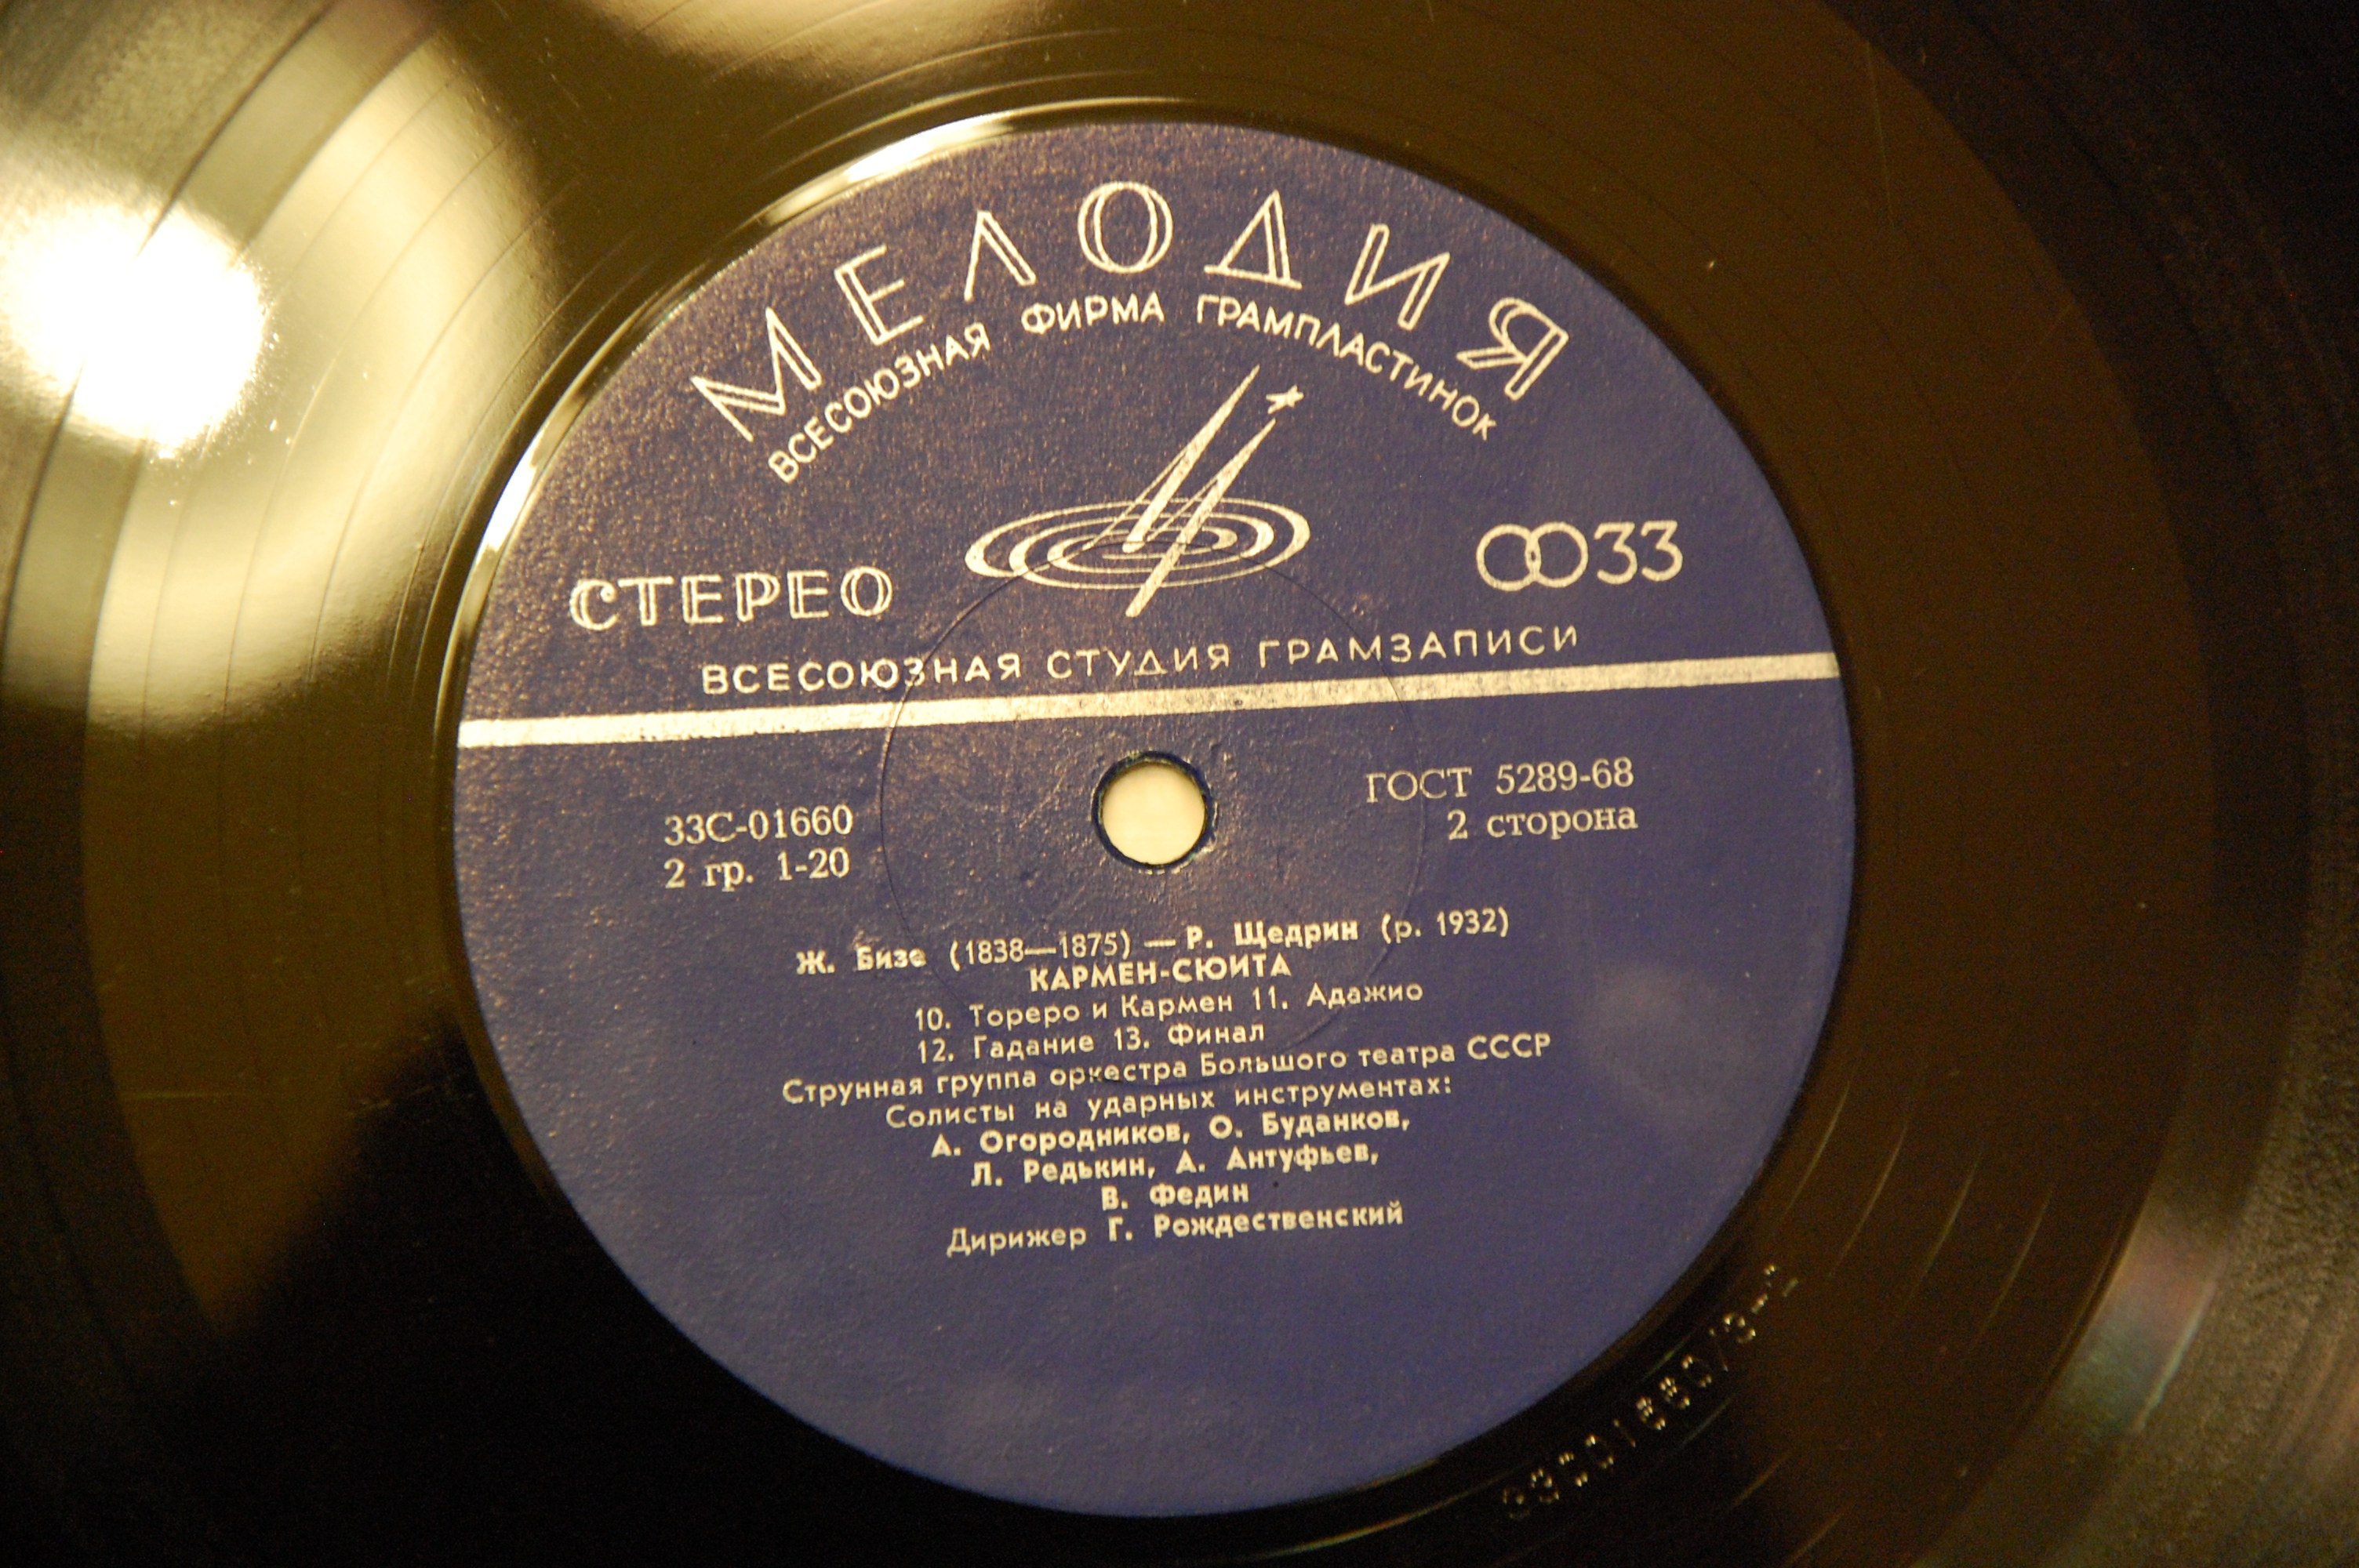 МЕЛОДИЯ
ВСЕСОЮЗНАЯ ФИРМА ГРАМПЛАСТИНОК
СТЕРЕО
33
ВСЕСОЮЗНАЯ СТУДИЯ ГРАМЗАПИСИ
33С-01660
2 гр. 1-20
ГОСТ 5289-68
2 сторона
Ж. Бизе (1838—1875) — Р. Щедрин (р. 1932)
КАРМЕН-СЮИТА
10. Тореро и Кармен 11. Адажио
12. Гадание 13. Финал
Струнная группа оркестра Большого театра СССР
Солисты на ударных инструментах:
А. Огородников, О. Буданков,
Л. Редькин, А. Антуфьев,
В. Федин
Дирижер Г. Рождественский